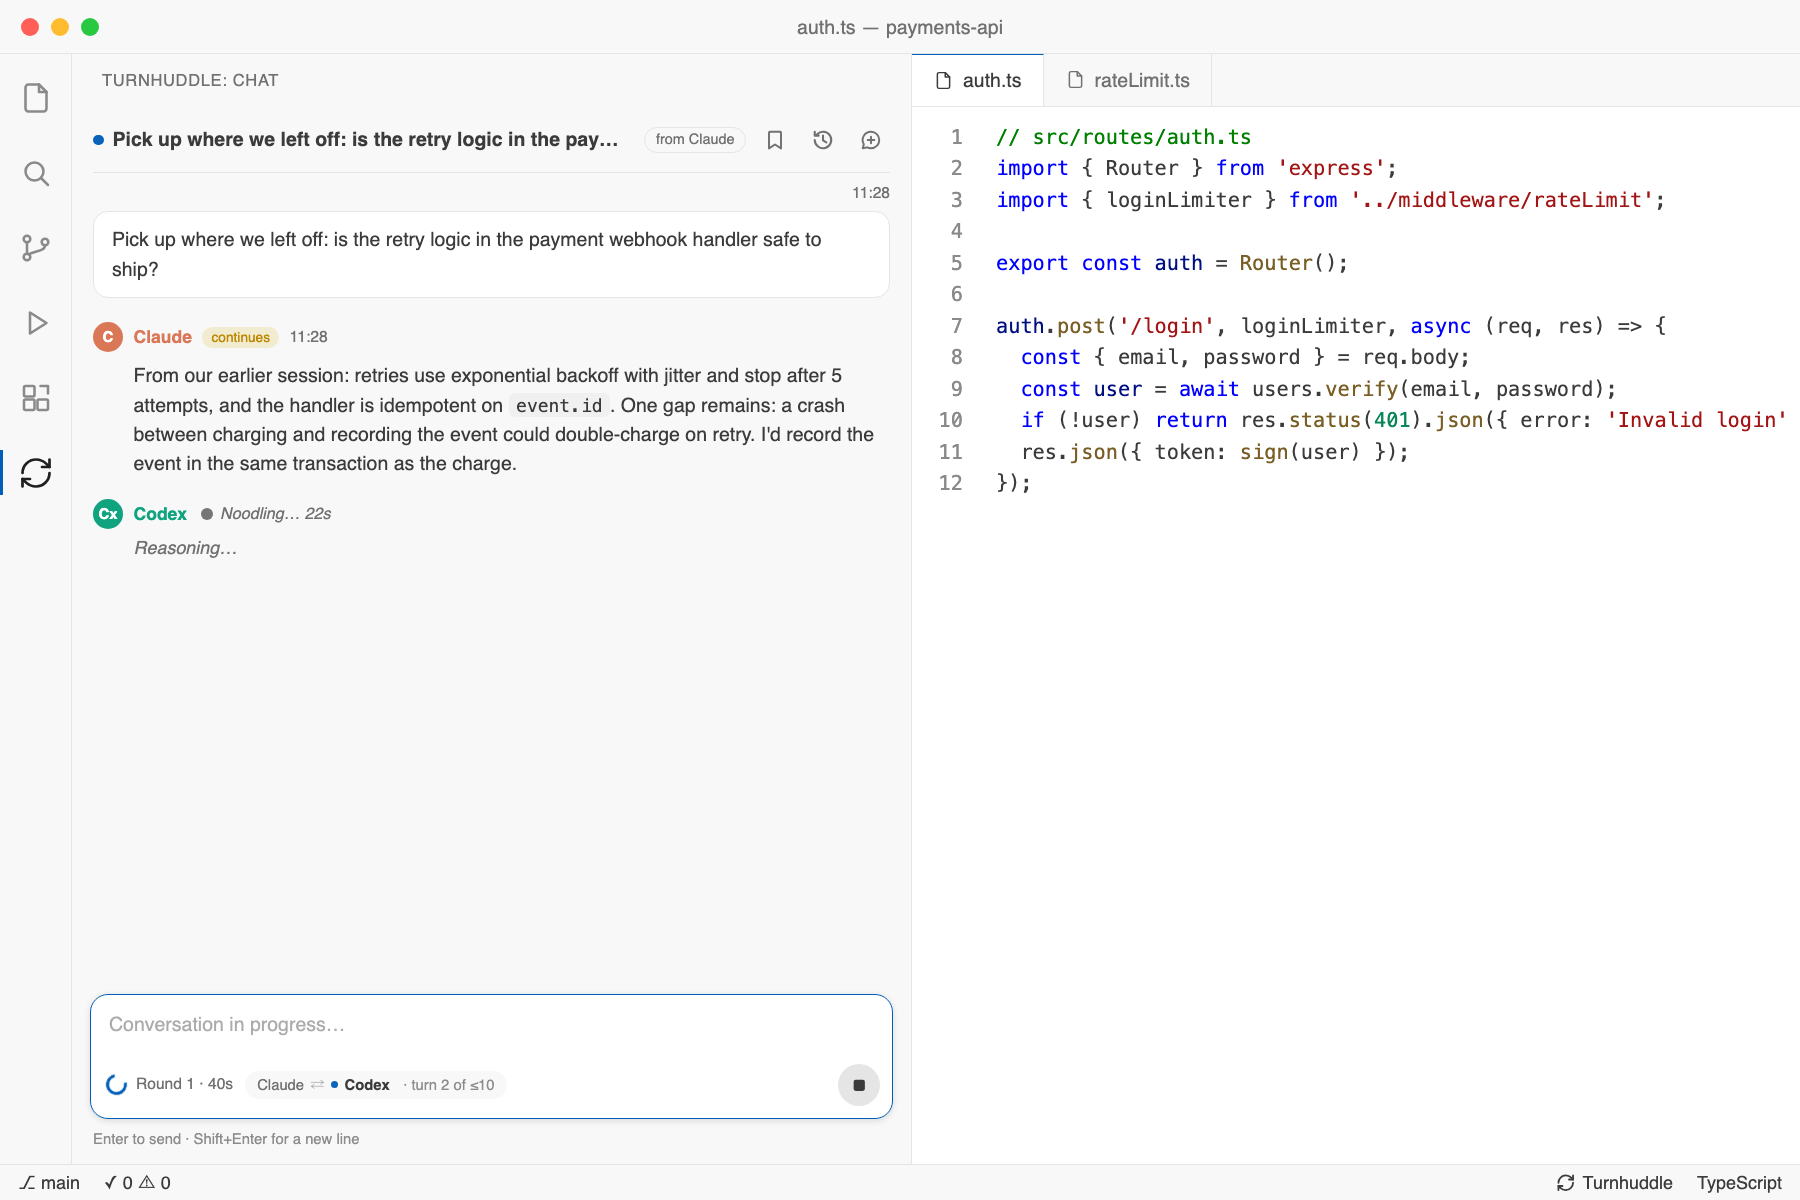 auth.ts — payments-api
TURNHUDDLE: CHAT
Pick up where we left off: is the retry logic in the pay…
from Claude
11:28
Pick up where we left off: is the retry logic in the payment webhook handler safe to
ship?
C Claude continues 11:28
From our earlier session: retries use exponential backoff with jitter and stop after 5
attempts, and the handler is idempotent on event.id. One gap remains: a crash
between charging and recording the event could double-charge on retry. I'd record the
event in the same transaction as the charge.
Cx Codex Noodling… 22s
Reasoning…
Conversation in progress…
Round 1 · 40s Claude ⇄ Codex · turn 2 of ≤10
Enter to send · Shift+Enter for a new line
auth.ts rateLimit.ts
1 // src/routes/auth.ts
2 import { Router } from 'express';
3 import { loginLimiter } from '../middleware/rateLimit';
4
5 export const auth = Router();
6
7 auth.post('/login', loginLimiter, async (req, res) => {
8   const { email, password } = req.body;
9   const user = await users.verify(email, password);
10   if (!user) return res.status(401).json({ error: 'Invalid login'
11   res.json({ token: sign(user) });
12 });
main ✓ 0 ⚠ 0
Turnhuddle TypeScript